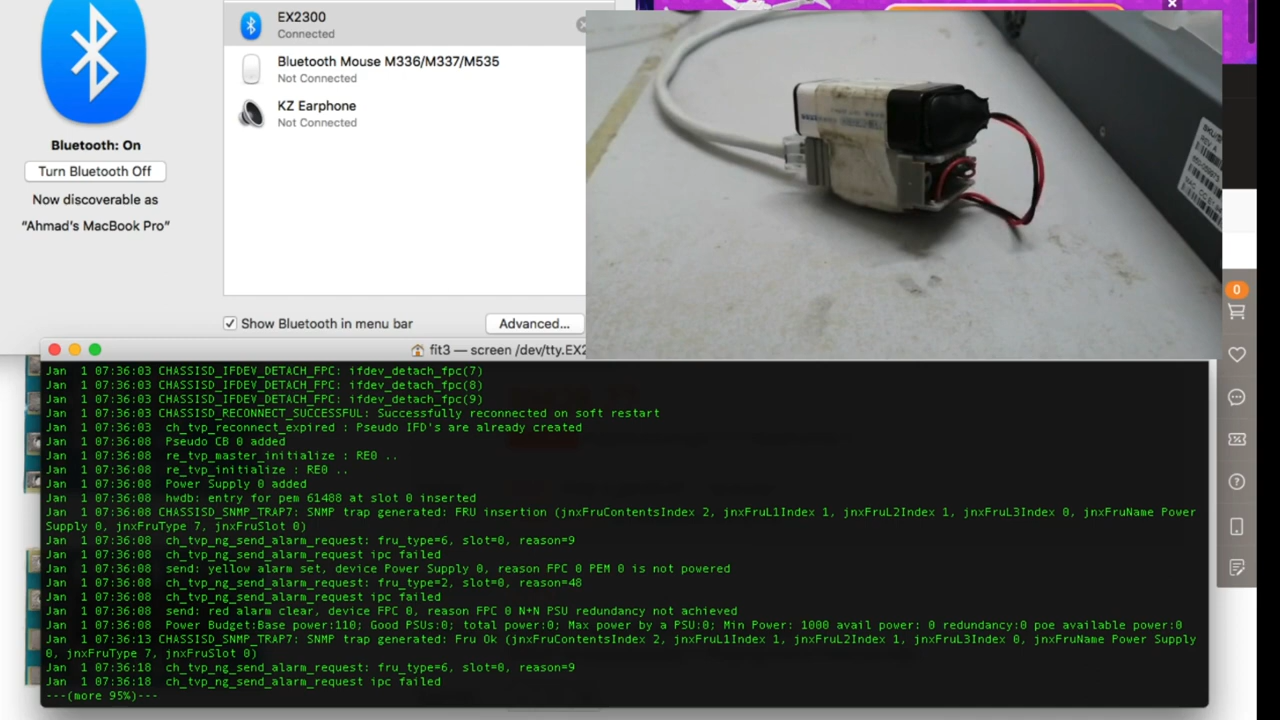 EX2300
Connected
Bluetooth Mouse M336/M337/M535
Not Connected
KZ Earphone
Not Connected
Bluetooth: On
Turn Bluetooth Off
Now discoverable as
“Ahmad's MacBook Pro”
Show Bluetooth in menu bar
Advanced...
0
fit3 — screen /dev/tty.EX2
Jan  1 07:36:03 CHASSISD_IFDEV_DETACH_FPC: ifdev_detach_fpc(7)
Jan  1 07:36:03 CHASSISD_IFDEV_DETACH_FPC: ifdev_detach_fpc(8)
Jan  1 07:36:03 CHASSISD_IFDEV_DETACH_FPC: ifdev_detach_fpc(9)
Jan  1 07:36:03 CHASSISD_RECONNECT_SUCCESSFUL: Successfully reconnected on soft restart
Jan  1 07:36:03  ch_tvp_reconnect_expired : Pseudo IFD's are already created
Jan  1 07:36:08  Pseudo CB 0 added
Jan  1 07:36:08  re_tvp_master_initialize : RE0 ..
Jan  1 07:36:08  re_tvp_initialize : RE0 ..
Jan  1 07:36:08  Power Supply 0 added
Jan  1 07:36:08  hwdb: entry for pem 61488 at slot 0 inserted
Jan  1 07:36:08 CHASSISD_SNMP_TRAP7: SNMP trap generated: FRU insertion (jnxFruContentsIndex 2, jnxFruL1Index 1, jnxFruL2Index 1, jnxFruL3Index 0, jnxFruName Power
Supply 0, jnxFruType 7, jnxFruSlot 0)
Jan  1 07:36:08  ch_tvp_ng_send_alarm_request: fru_type=6, slot=0, reason=9
Jan  1 07:36:08  ch_tvp_ng_send_alarm_request ipc failed
Jan  1 07:36:08  send: yellow alarm set, device Power Supply 0, reason FPC 0 PEM 0 is not powered
Jan  1 07:36:08  ch_tvp_ng_send_alarm_request: fru_type=2, slot=0, reason=48
Jan  1 07:36:08  ch_tvp_ng_send_alarm_request ipc failed
Jan  1 07:36:08  send: red alarm clear, device FPC 0, reason FPC 0 N+N PSU redundancy not achieved
Jan  1 07:36:08  Power Budget:Base power:110; Good PSUs:0; total power:0; Max power by a PSU:0; Min Power: 1000 avail power: 0 redundancy:0 poe available power:0
Jan  1 07:36:13 CHASSISD_SNMP_TRAP7: SNMP trap generated: Fru Ok (jnxFruContentsIndex 2, jnxFruL1Index 1, jnxFruL2Index 1, jnxFruL3Index 0, jnxFruName Power Supply
0, jnxFruType 7, jnxFruSlot 0)
Jan  1 07:36:18  ch_tvp_ng_send_alarm_request: fru_type=6, slot=0, reason=9
Jan  1 07:36:18  ch_tvp_ng_send_alarm_request ipc failed
---(more 95%)---